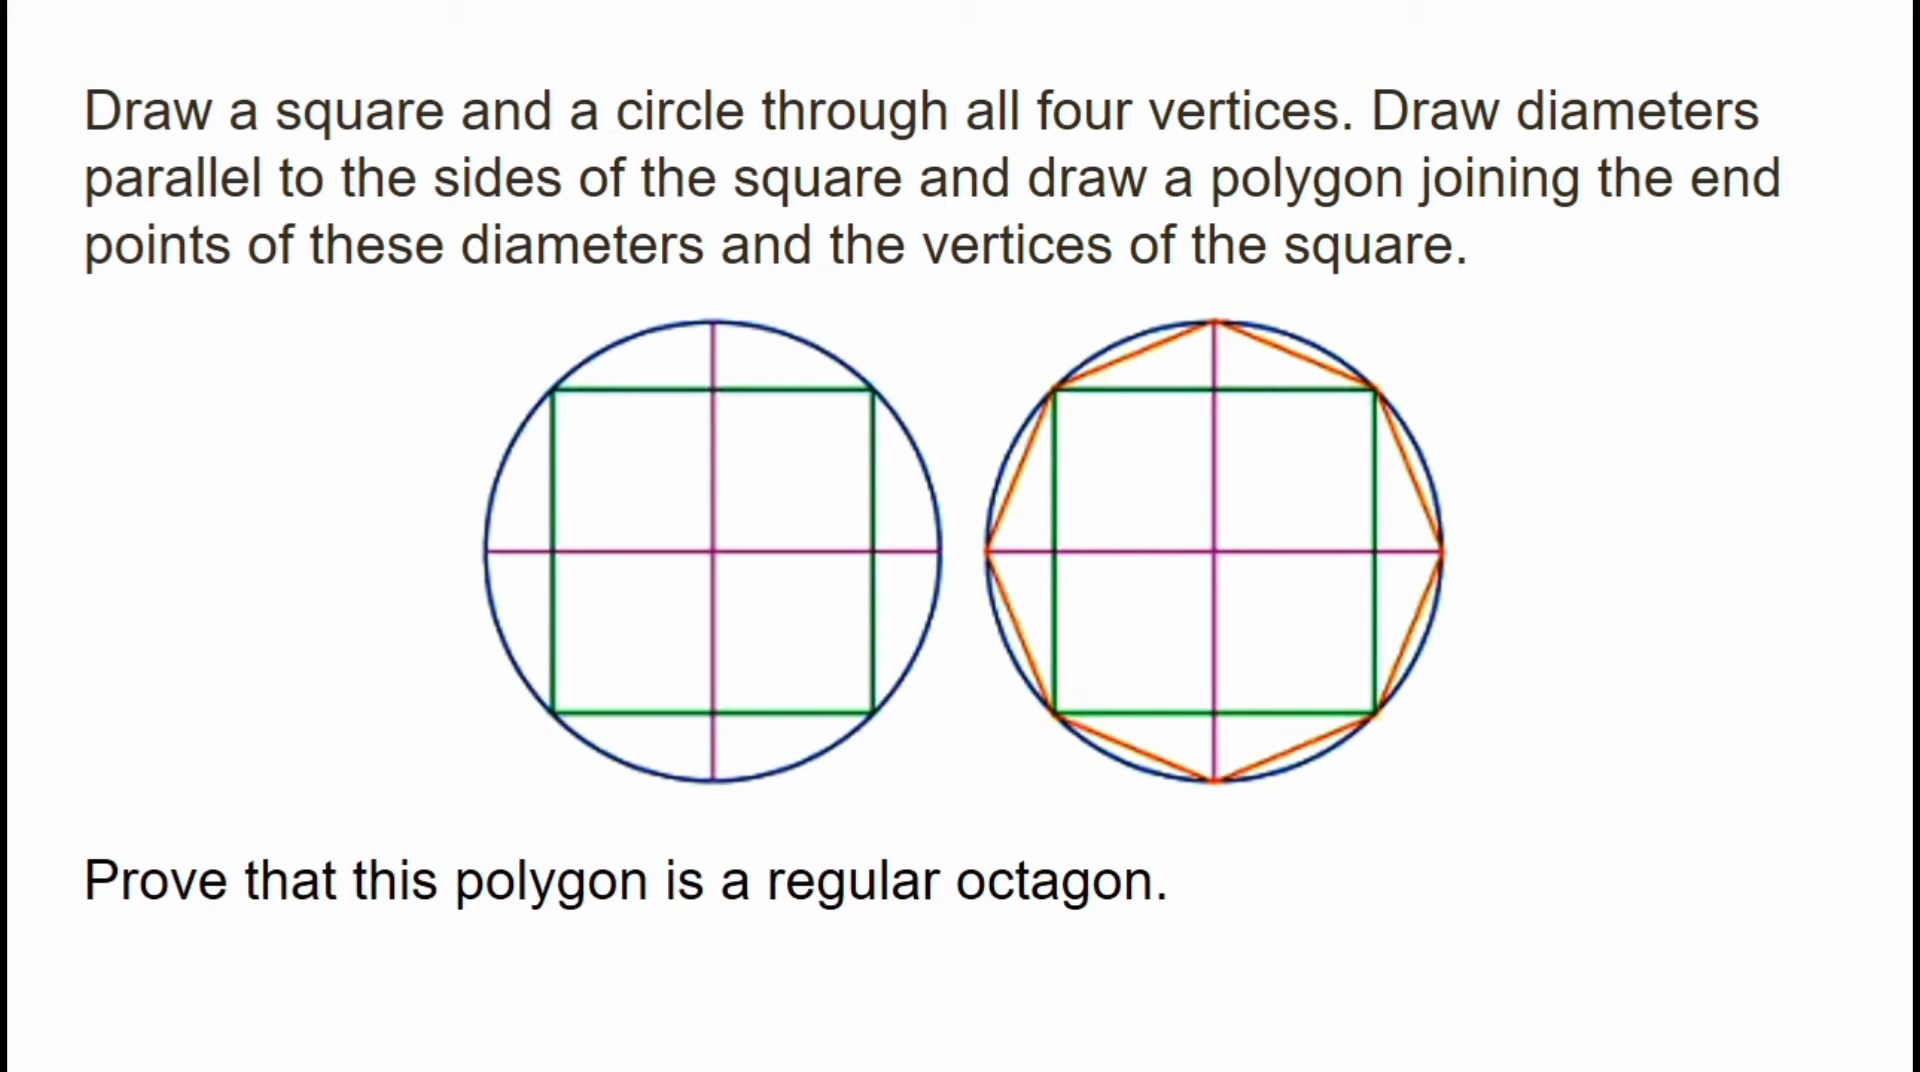 Draw a square and a circle through all four vertices. Draw diameters
parallel to the sides of the square and draw a polygon joining the end
points of these diameters and the vertices of the square.
Prove that this polygon is a regular octagon.